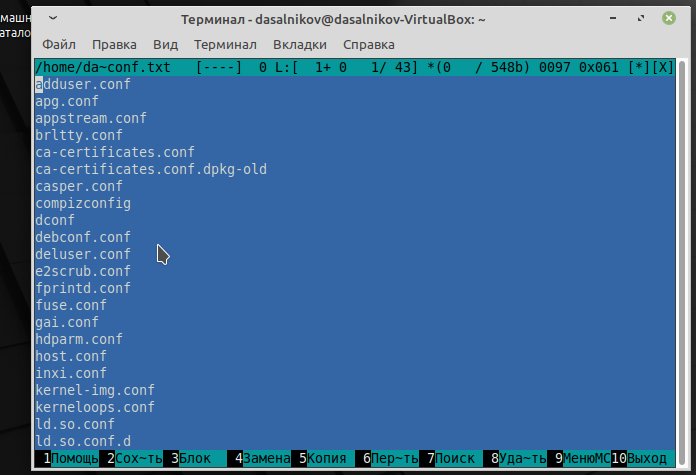 машн
Терминал - dasalnikov@dasalnikov-VirtualBox: ~
атало
Файл Правка Вид Терминал Вкладки Справка
/home/da~conf.txt [----] 0 L:[ 1+ 0 1/ 43] *(0 / 548b) 0097 0x061 [*][X]
adduser.conf
apg.conf
appstream.conf
brltty.conf
ca-certificates.conf
ca-certificates.conf.dpkg-old
casper.conf
compizconfig
dconf
debconf.conf
deluser.conf
e2scrub.conf
fprintd.conf
fuse.conf
gai.conf
hdparm.conf
host.conf
inxi.conf
kernel-img.conf
kerneloops.conf
ld.so.conf
ld.so.conf.d
1Помощь 2Сох~ть 3Блок 4Замена 5Копия 6Пер~ть 7Поиск 8Уда~ть 9МенюMC 10Выход